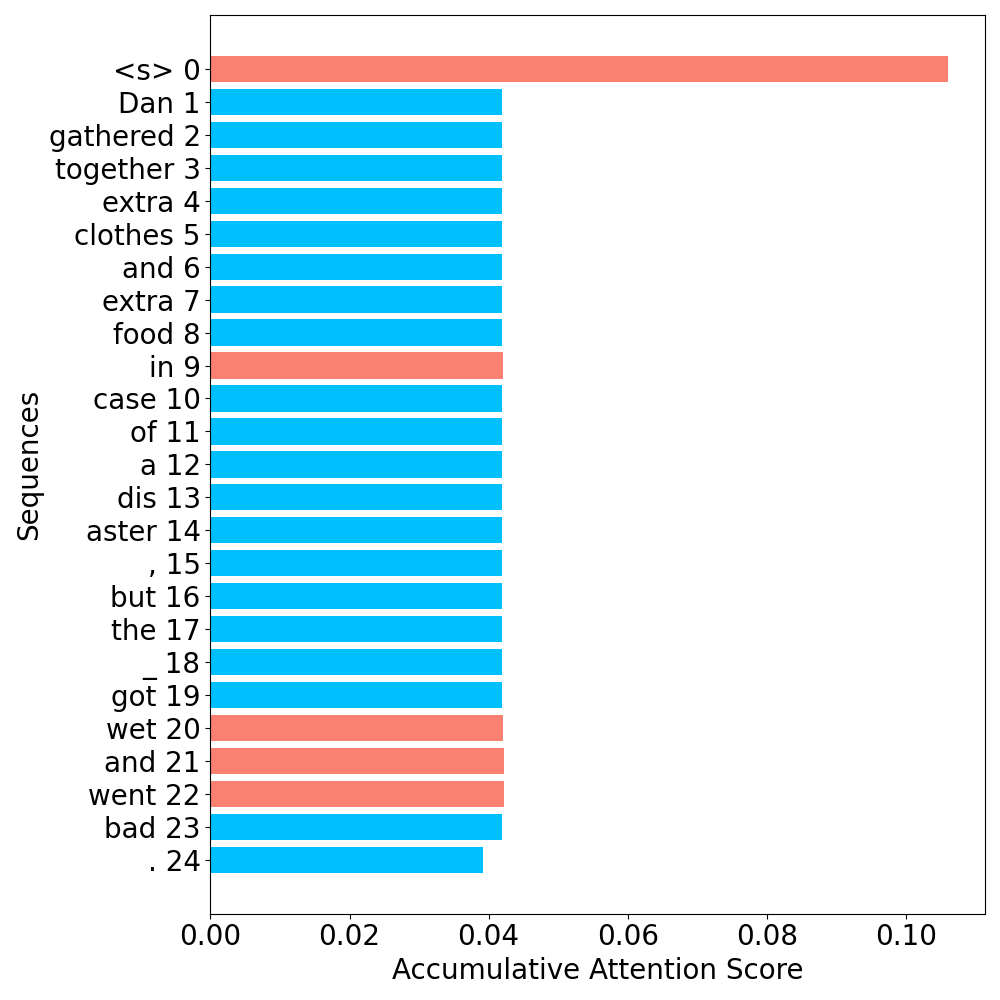 <s> 0
Dan 1
gathered 2
together 3
extra 4
clothes 5
and 6
extra 7
food 8
in 9
case 10
of 11
a 12
dis 13
aster 14
, 15
but 16
the 17
_ 18
got 19
wet 20
and 21
went 22
bad 23
. 24
Sequences
0.00 0.02 0.04 0.06 0.08 0.10
Accumulative Attention Score